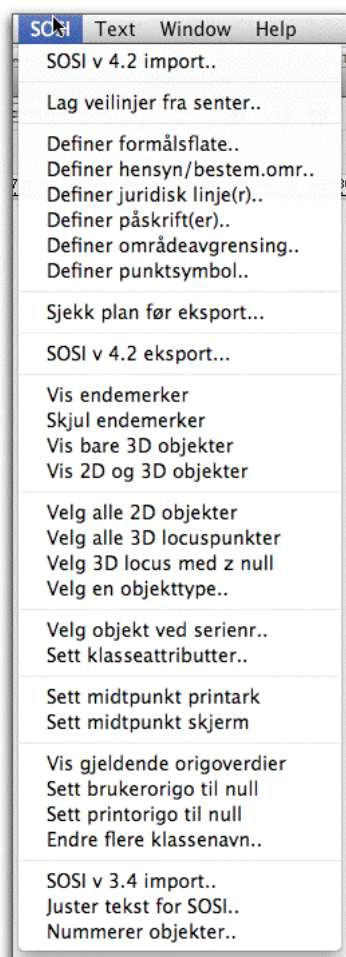 SOSI Text Window Help
SOSI v 4.2 import..
Lag veilinjer fra senter..
Definer formålsflate..
Definer hensyn/bestem.omr..
Definer juridisk linje(r)..
Definer påskrift(er)..
Definer områdeavgrensing..
Definer punktsymbol..
Sjekk plan før eksport...
SOSI v 4.2 eksport...
Vis endemerker
Skjul endemerker
Vis bare 3D objekter
Vis 2D og 3D objekter
Velg alle 2D objekter
Velg alle 3D locuspunkter
Velg 3D locus med z null
Velg en objekttype..
Velg objekt ved serienr..
Sett klasseattributter..
Sett midtpunkt printark
Sett midtpunkt skjerm
Vis gjeldende origoverdier
Sett brukerorigo til null
Sett printorigo til null
Endre flere klassenavn..
SOSI v 3.4 import..
Juster tekst for SOSI..
Nummerer objekter..